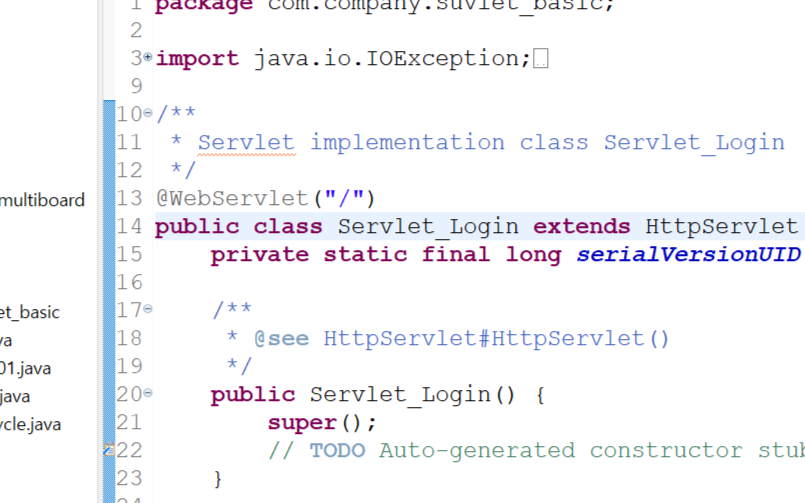 1 package com.company.suvlet_basic;
2
3 import java.io.IOException;
9
10 /**
11 * Servlet implementation class Servlet_Login
12 */
13 @WebServlet("/")
multiboard
14 public class Servlet_Login extends HttpServlet
15 private static final long serialVersionUID
16
17 /**
et_basic
18 * @see HttpServlet#HttpServlet()
va
19 */
01.java
20 public Servlet_Login() {
.java
21 super();
ycle.java
22 // TODO Auto-generated constructor stub
23 }